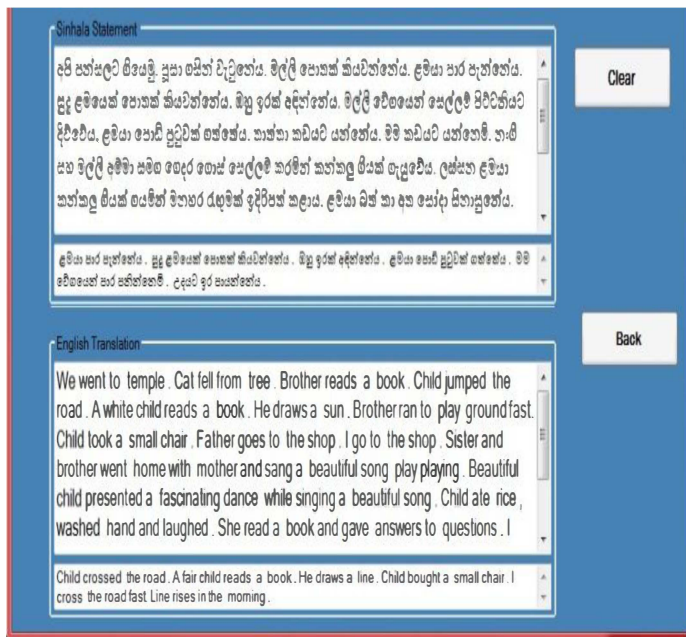 Sinhala Statement
අපි පන්සලට ගියෙමු. පූසා ගසින් වැටුනේය. මල්ලී පොතක් කියවන්නේය. ළමයා පාර පැන්නේය.
සුදු ළමයෙක් පොතක් කියවන්නේය. ඔහු ඉරක් අඳින්නේය. මල්ලී වේගයෙන් සෙල්ලම් පිට්ටනියට
දිව්වේය, ළමයා පොඩි පුටුවක් ගත්තේය. තාත්තා කඩයට යන්නේය. මම කඩයට යන්නෙමි. නංගී
සහ මල්ලී අම්මා සමග ගෙදර ගොස් සෙල්ලම් කරමින් කන්කලු ගීයක් ගැයුවේය. ලස්සන ළමයා
කන්කලු ගීයක් ගයමින් මනහර රැඟුමක් ඉදිරිපත් කළාය. ළමයා බත් කා අත සෝදා සිනාසුනේය.
ළමයා පාර පැන්නේය . සුදු ළමයෙක් පොතක් කියවන්නේය . ඔහු ඉරක් අඳින්නේය . ළමයා පොඩි පුටුවක් ගත්තේය . මම
වේගයෙන් පාර පනින්නෙමි . උදයට ඉර පායන්නේය .
Clear
Back
English Translation
We went to temple . Cat fell from tree . Brother reads a book . Child jumped the
road . A white child reads a book . He draws a sun . Brother ran to play ground fast.
Child took a small chair . Father goes to the shop . I go to the shop . Sister and
brother went home with mother and sang a beautiful song play playing . Beautiful
child presented a fascinating dance while singing a beautiful song . Child ate rice ,
washed hand and laughed . She read a book and gave answers to questions . I
Child crossed the road . A fair child reads a book . He draws a line . Child bought a small chair . I
cross the road fast. Line rises in the morning .